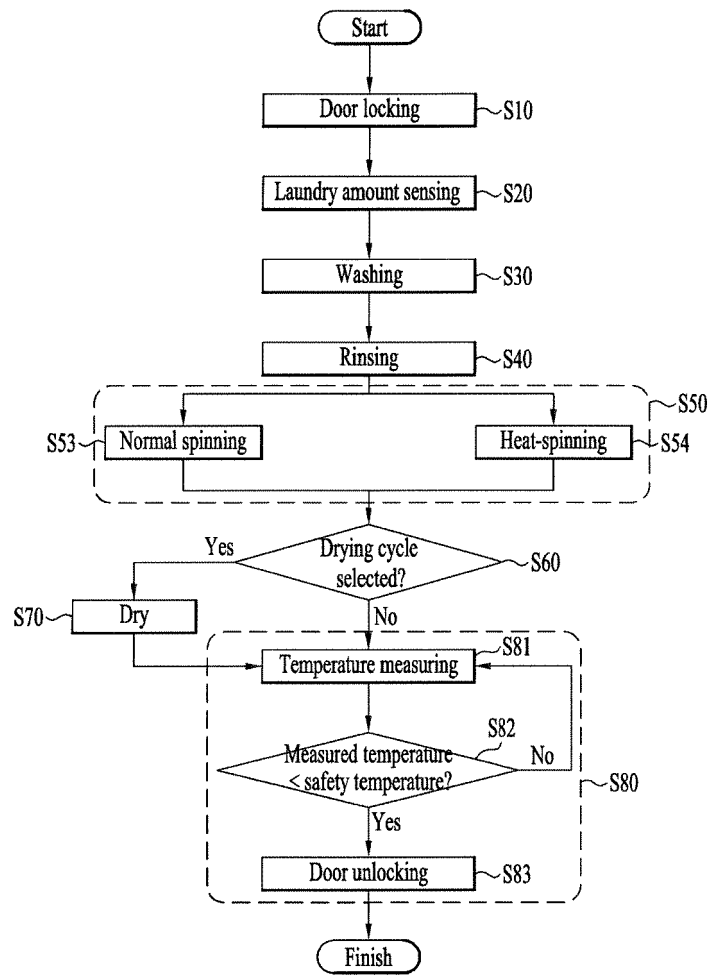 Start
Door locking
S10
Laundry amount sensing
S20
Washing
S30
Rinsing
S40
S50
S53
Normal spinning
Heat-spinning
S54
Yes
Drying cycle
selected?
S60
S70
Dry
No
S81
Temperature measuring
S82
Measured temperature
< safety temperature?
No
S80
Yes
Door unlocking
S83
Finish